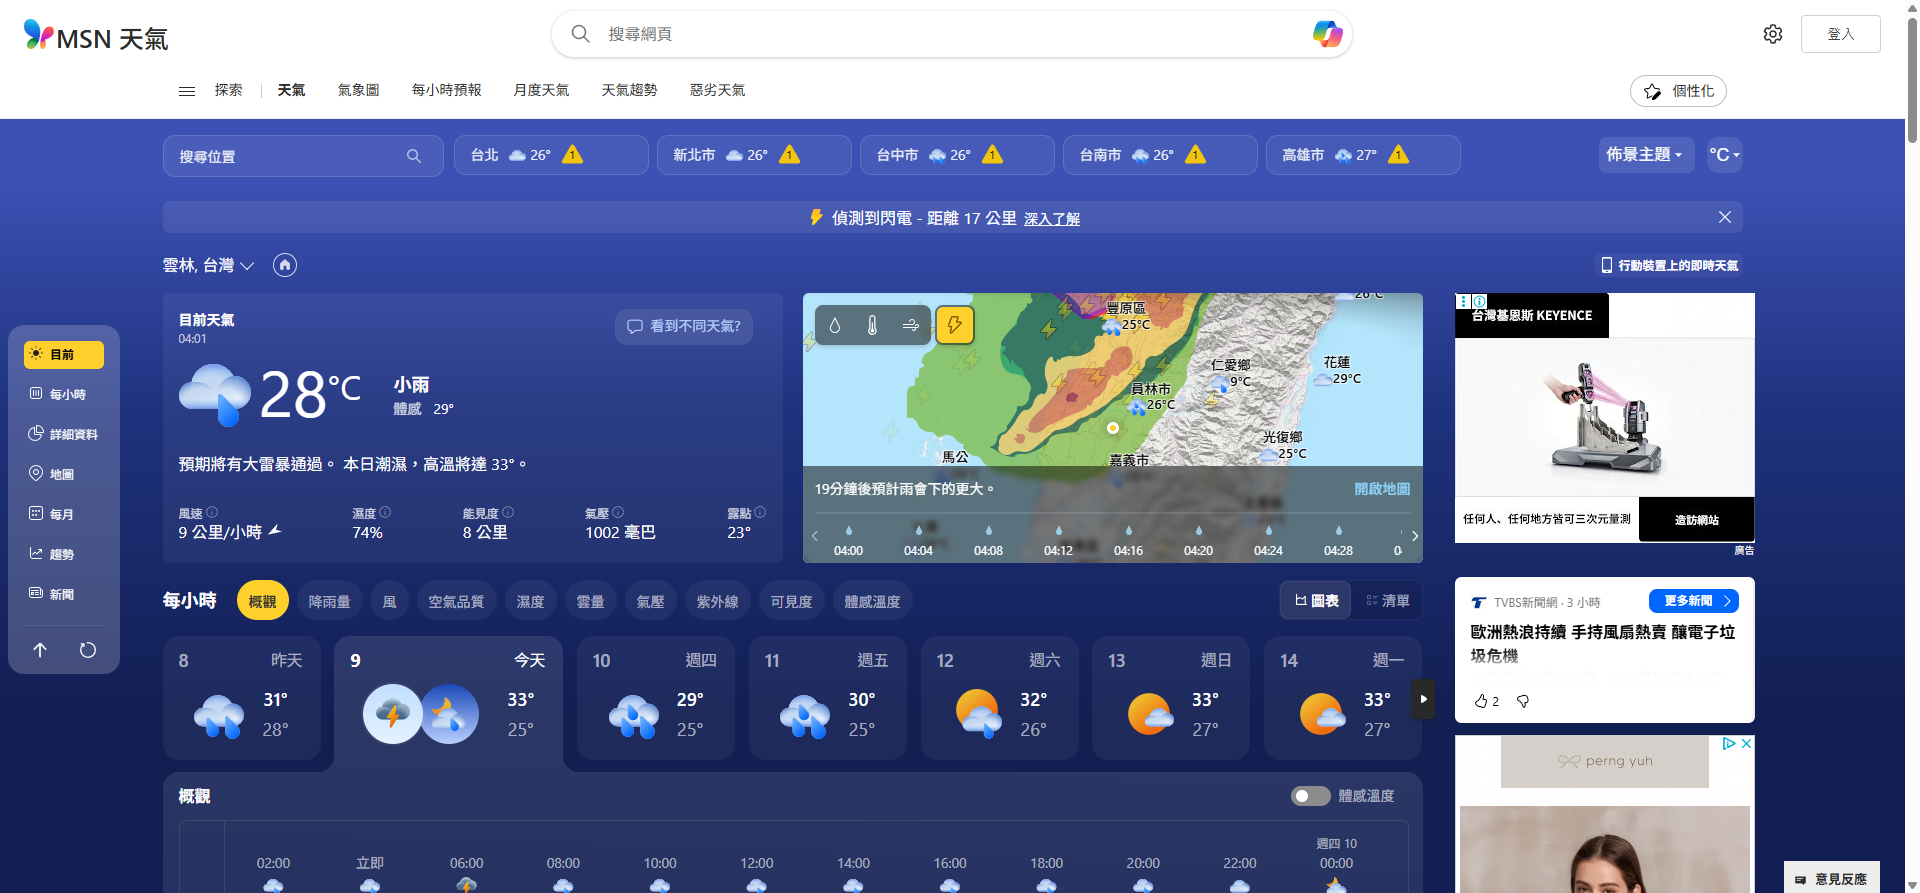 MSN 天氣
搜尋網頁
登入
探索
天氣
氣象圖
每小時預報
月度天氣
天氣趨勢
惡劣天氣
個性化
搜尋位置
台北 26° 1
新北市 26° 1
台中市 26° 1
台南市 26° 1
高雄市 27° 1
佈景主題
°C
偵測到閃電 - 距離 17 公里 深入了解
雲林, 台灣
行動裝置上的即時天氣
目前
每小時
詳細資料
地圖
每月
趨勢
新聞
目前天氣
04:01
看到不同天氣?
28°C
小雨
體感 29°
預期將有大雷暴通過。 本日潮濕，高溫將達 33°。
風速
9 公里/小時
濕度
74%
能見度
8 公里
氣壓
1002 毫巴
露點
23°
26°C
豐原區
25°C
仁愛鄉
9°C
花蓮
29°C
員林市
26°C
光復鄉
25°C
馬公
嘉義市
19分鐘後預計雨會下的更大。
開啟地圖
04:00
04:04
04:08
04:12
04:16
04:20
04:24
04:28
台灣基恩斯 KEYENCE
任何人、任何地方皆可三次元量測
造訪網站
廣告
每小時
概觀
降雨量
風
空氣品質
濕度
雲量
氣壓
紫外線
可見度
體感溫度
圖表
清單
8 昨天
31°
28°
9 今天
33°
25°
10 週四
29°
25°
11 週五
30°
25°
12 週六
32°
26°
13 週日
33°
27°
14 週一
33°
27°
TVBS新聞網 · 3 小時
更多新聞
歐洲熱浪持續 手持風扇熱賣 釀電子垃
圾危機
2
perng yuh
概觀
體感溫度
週四 10
02:00
立即
06:00
08:00
10:00
12:00
14:00
16:00
18:00
20:00
22:00
00:00
意見反應